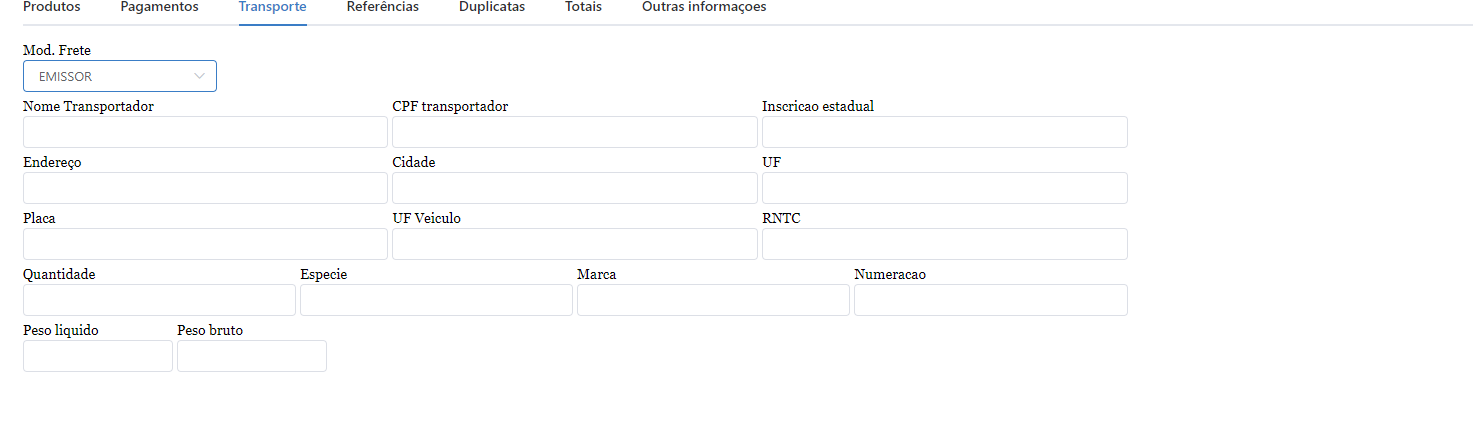 Produtos Pagamentos Transporte Referências Duplicatas Totais Outras informaçoes
Mod. Frete
EMISSOR
Nome Transportador CPF transportador Inscricao estadual
Endereço Cidade UF
Placa UF Veiculo RNTC
Quantidade Especie Marca Numeracao
Peso liquido Peso bruto